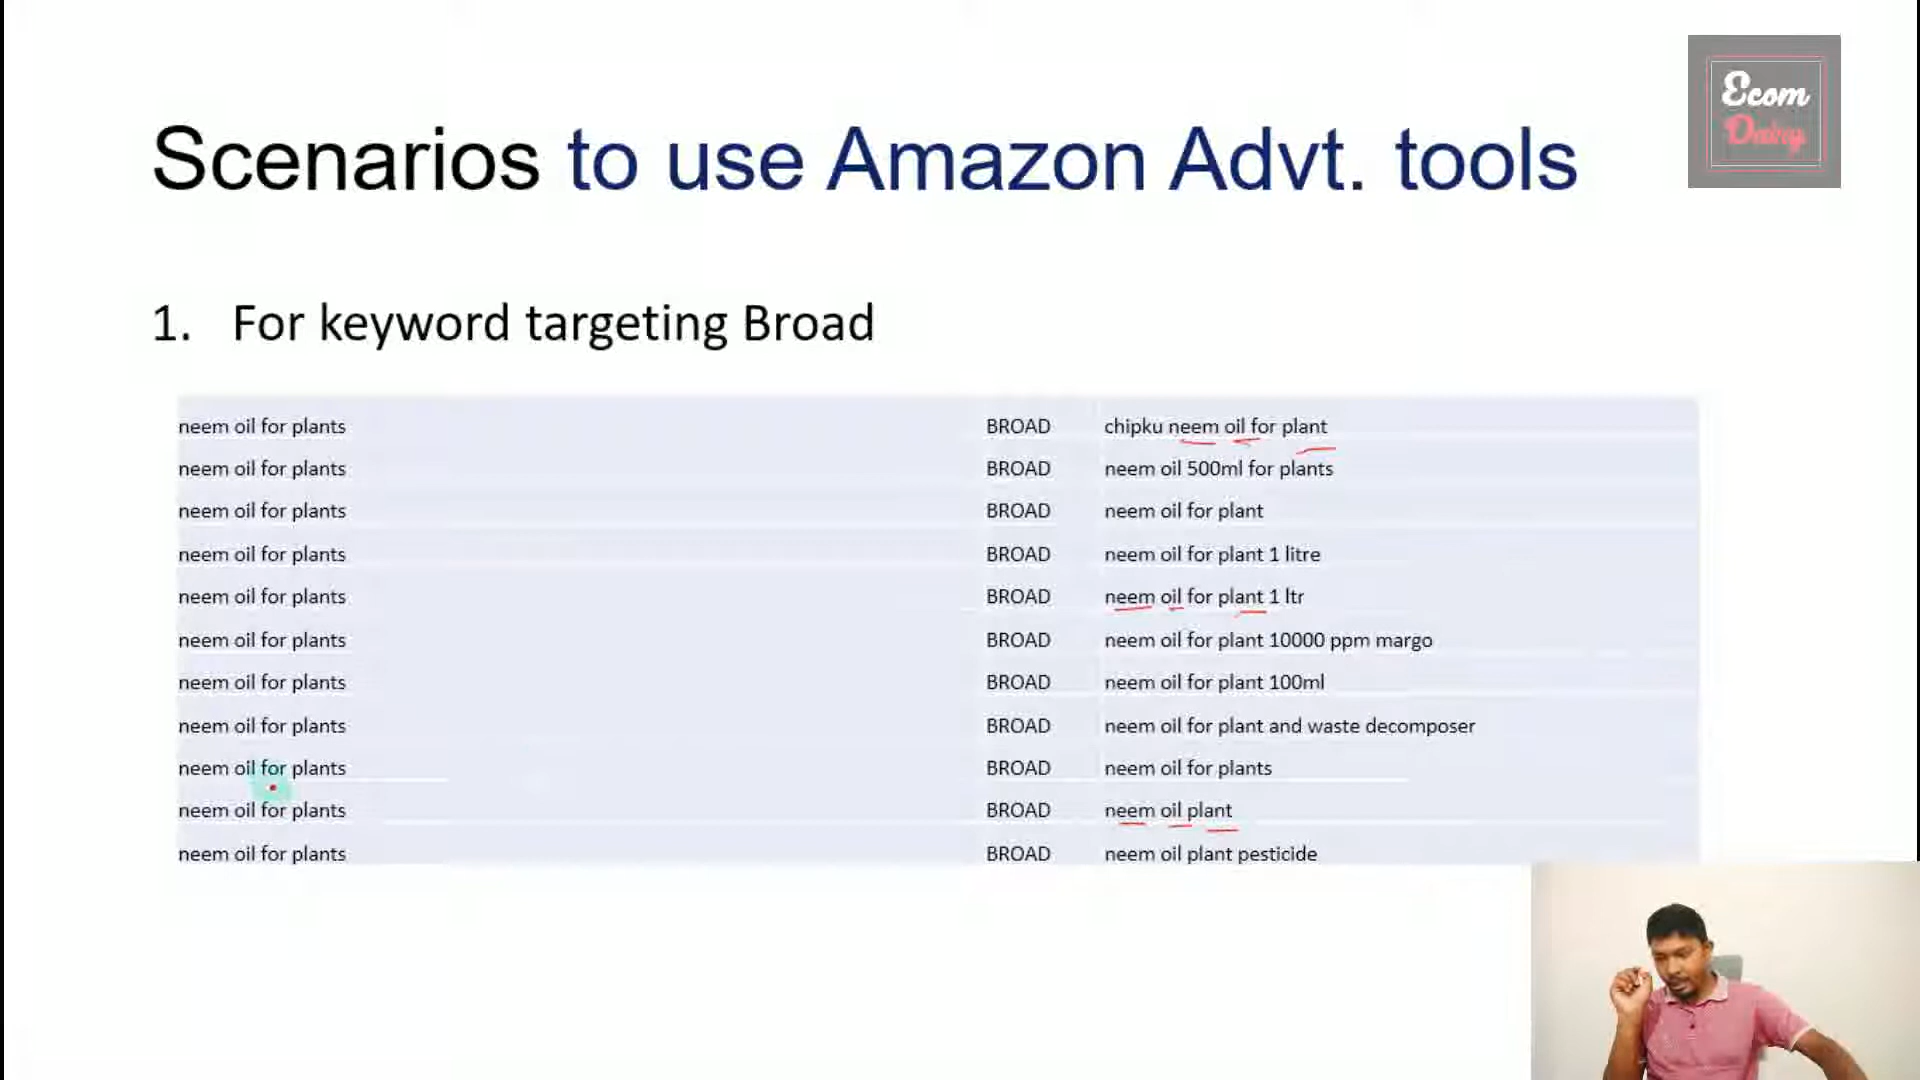 Ecom
Dairy
Scenarios to use Amazon Advt. tools
1. For keyword targeting Broad
neem oil for plants BROAD chipku neem oil for plant
neem oil for plants BROAD neem oil 500ml for plants
neem oil for plants BROAD neem oil for plant
neem oil for plants BROAD neem oil for plant 1 litre
neem oil for plants BROAD neem oil for plant 1 ltr
neem oil for plants BROAD neem oil for plant 10000 ppm margo
neem oil for plants BROAD neem oil for plant 100ml
neem oil for plants BROAD neem oil for plant and waste decomposer
neem oil for plants BROAD neem oil for plants
neem oil for plants BROAD neem oil plant
neem oil for plants BROAD neem oil plant pesticide